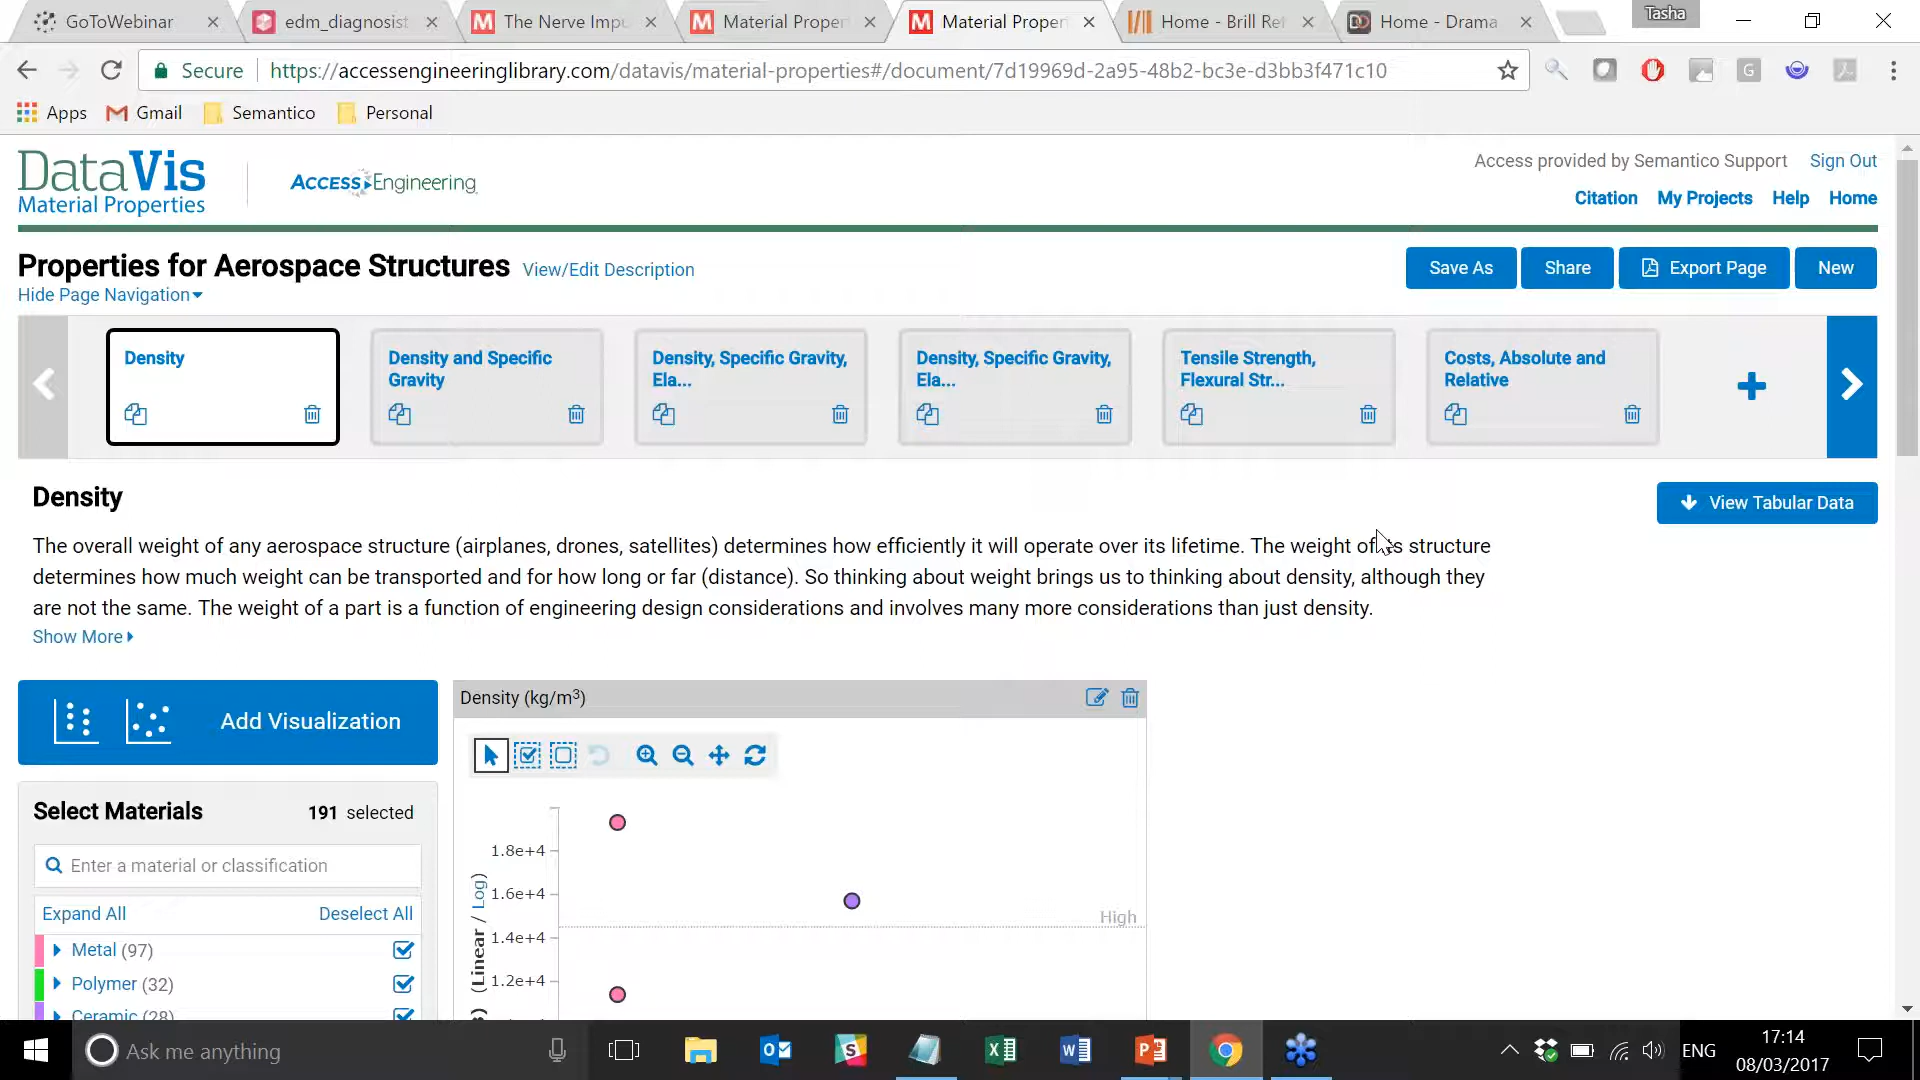 GoToWebinar
edm_diagnosist
The Nerve Impu
Material Proper
Material Proper
Home - Brill Ref
Home - Drama
Tasha
Secure
https://accessengineeringlibrary.com/datavis/material-properties#/document/7d19969d-2a95-48b2-bc3e-d3bb3f471c10
Apps
Gmail
Semantico
Personal
DataVis
Material Properties
ACCESS Engineering
Access provided by Semantico Support
Sign Out
Citation
My Projects
Help
Home
Properties for Aerospace Structures
View/Edit Description
Hide Page Navigation
Save As
Share
Export Page
New
Density
Density and Specific
Gravity
Density, Specific Gravity,
Ela...
Density, Specific Gravity,
Ela...
Tensile Strength,
Flexural Str...
Costs, Absolute and
Relative
Density
View Tabular Data
The overall weight of any aerospace structure (airplanes, drones, satellites) determines how efficiently it will operate over its lifetime. The weight of its structure
determines how much weight can be transported and for how long or far (distance). So thinking about weight brings us to thinking about density, although they
are not the same. The weight of a part is a function of engineering design considerations and involves many more considerations than just density.
Show More
Add Visualization
Density (kg/m³)
Select Materials
191 selected
Enter a material or classification
Expand All
Deselect All
Metal (97)
Polymer (32)
Ceramic (28)
1.8e+4
1.6e+4
1.4e+4
1.2e+4
(Linear / Log)
High
Ask me anything
ENG
17:14
08/03/2017